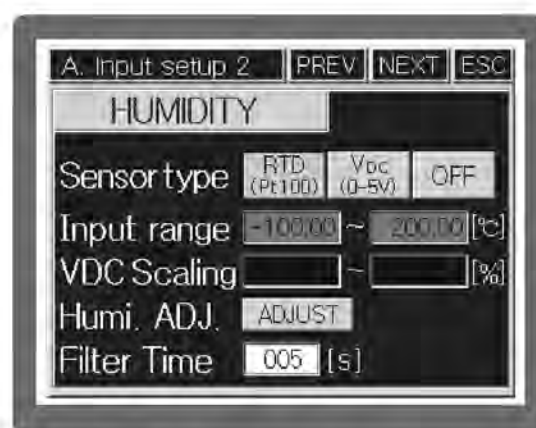 A. Input setup 2 PREV NEXT ESC
HUMIDITY
Sensor type RTD (Pt100) VDC (0-5V) OFF
Input range -100.00 ~ 200.00 [℃]
VDC Scaling ~ [%]
Humi. ADJ. ADJUST
Filter Time 005 [s]